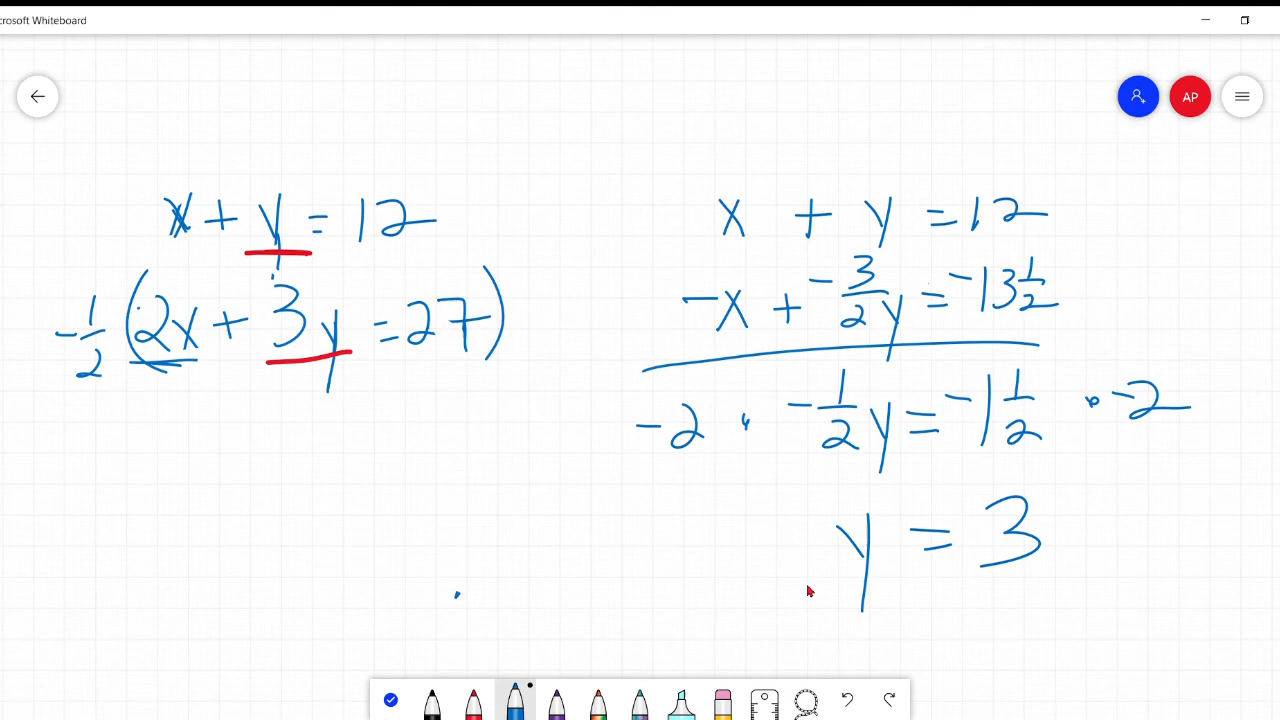 crosoft Whiteboard
AP
x + y = 12
-1/2 (2x + 3y = 27)
x + y = 12
-x + -3/2 y = -13 1/2
-2 · -1/2 y = -1 1/2 · -2
y = 3